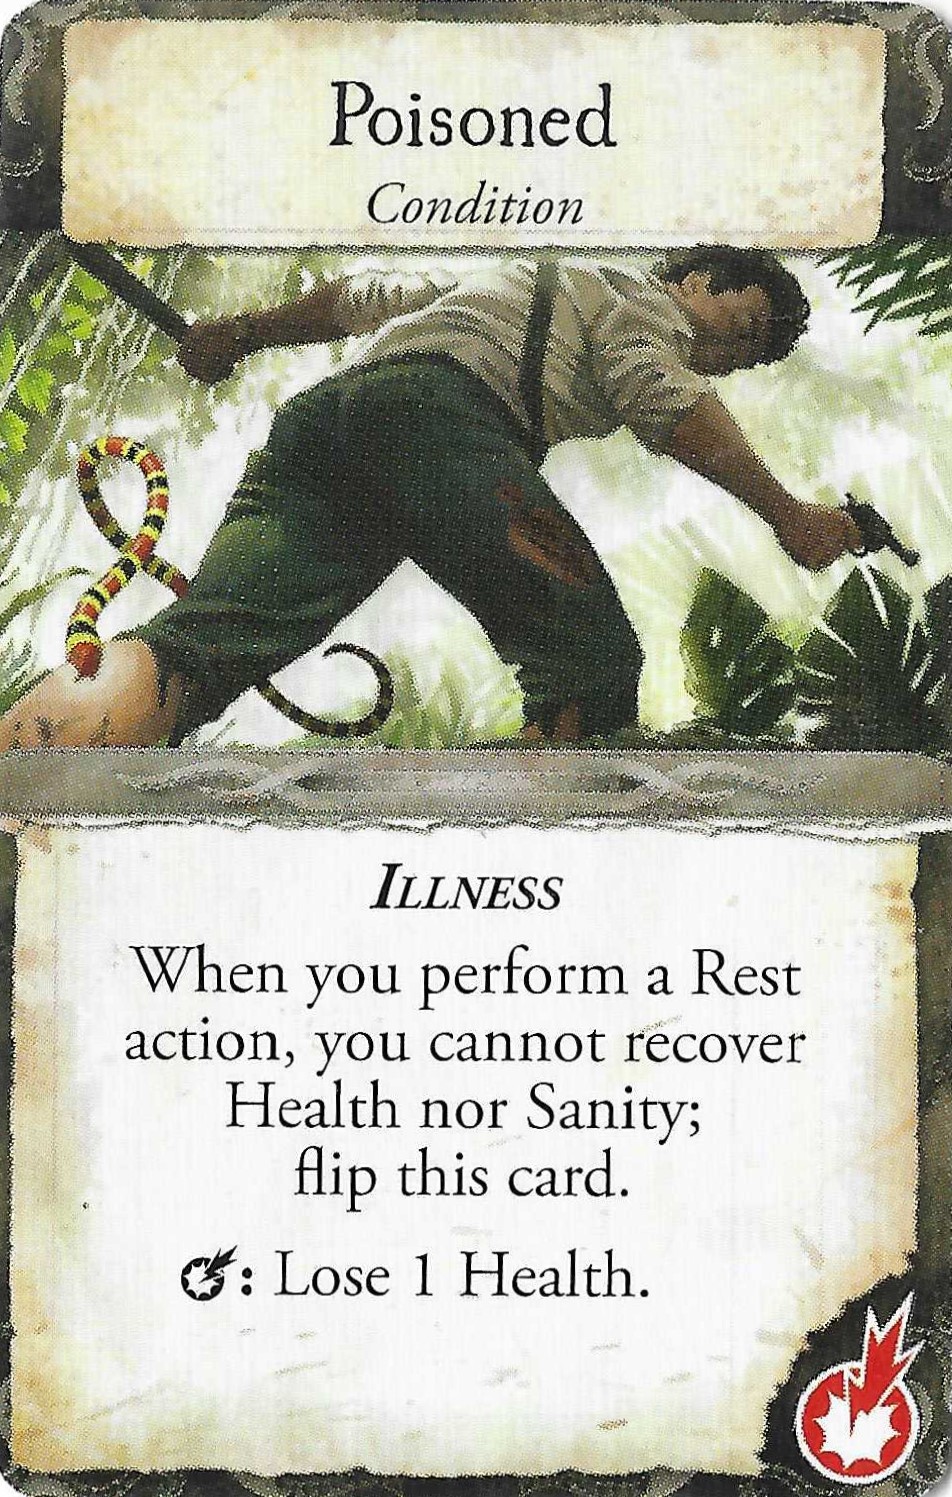 Poisoned
Condition
ILLNESS
When you perform a Rest
action, you cannot recover
Health nor Sanity;
flip this card.
: Lose 1 Health.